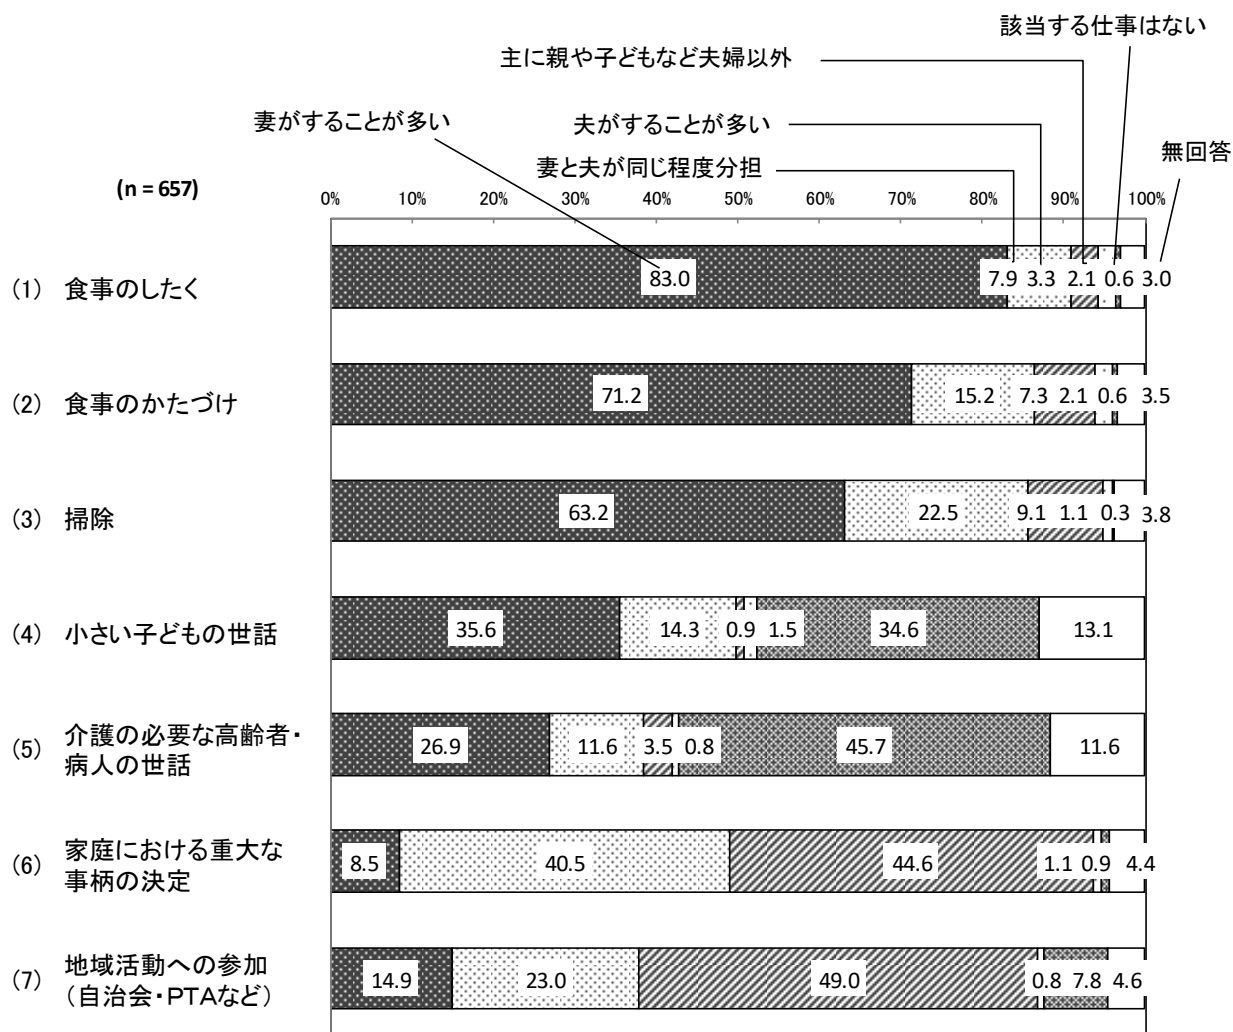 該当する仕事はない
主に親や子どもなど夫婦以外
妻がすることが多い
夫がすることが多い
妻と夫が同じ程度分担
無回答
(n = 657)
0% 10% 20% 30% 40% 50% 60% 70% 80% 90% 100%
(1) 食事のしたく
83.0 7.9 3.3 2.1 0.6 3.0
(2) 食事のかたづけ
71.2 15.2 7.3 2.1 0.6 3.5
(3) 掃除
63.2 22.5 9.1 1.1 0.3 3.8
(4) 小さい子どもの世話
35.6 14.3 0.9 1.5 34.6 13.1
(5) 介護の必要な高齢者・
病人の世話
26.9 11.6 3.5 0.8 45.7 11.6
(6) 家庭における重大な
事柄の決定
8.5 40.5 44.6 1.1 0.9 4.4
(7) 地域活動への参加
(自治会・PTAなど)
14.9 23.0 49.0 0.8 7.8 4.6